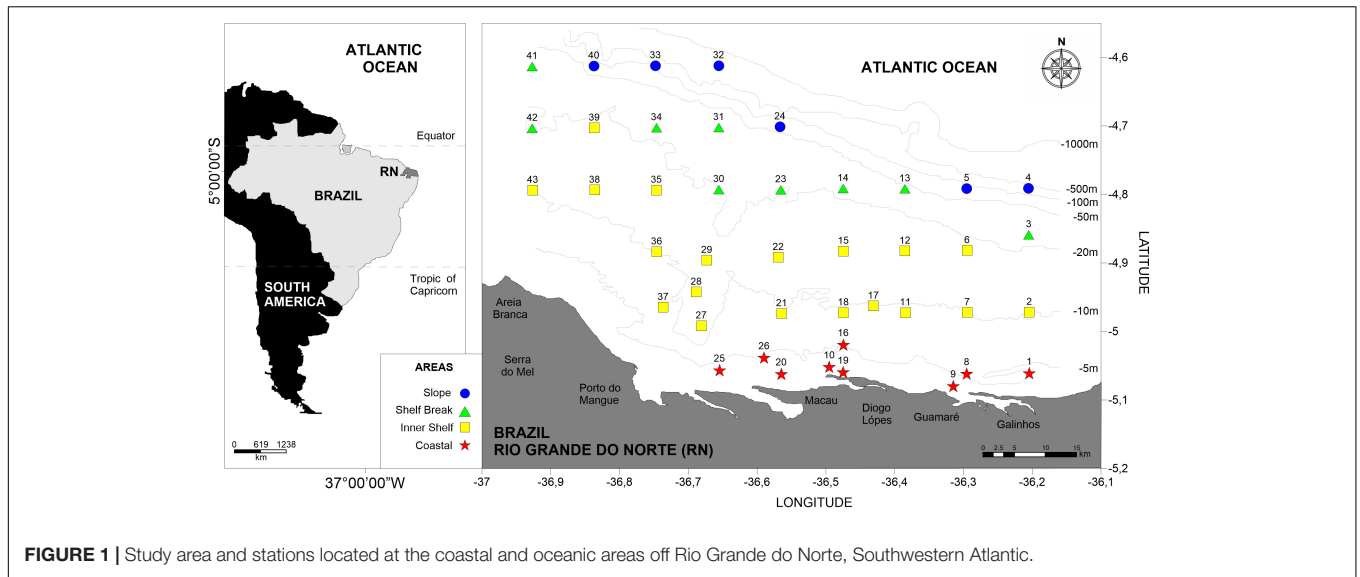 ATLANTIC
OCEAN
Equator
5°00'00"S
RN
BRAZIL
Tropic of
Capricorn
SOUTH
AMERICA
AREAS
Slope
Shelf Break
Inner Shelf
Coastal
0 619 1238
km
37°00'00"W
ATLANTIC OCEAN
N
41 40 33 32
42 39 34 31 24
43 38 35 30 23 14 13 5 4
3
36 29 22 15 12 6
37 28 27 21 18 17 11 7 2
25 26 20 10 16 19 9 8 1
-1000m
-500m
-100m
-50m
-20m
-10m
-5m
Areia
Branca
Serra
do Mel
Porto do
Mangue
Macau
Diogo
Lópes
Guamaré
Galinhos
BRAZIL
RIO GRANDE DO NORTE (RN)
0 2.5 5 10 15
km
-4,6
-4,7
-4,8
-4,9
-5
-5,1
-5,2
LATITUDE
-37 -36,9 -36,8 -36,7 -36,6 -36,5 -36,4 -36,3 -36,2 -36,1
LONGITUDE
FIGURE 1 | Study area and stations located at the coastal and oceanic areas off Rio Grande do Norte, Southwestern Atlantic.